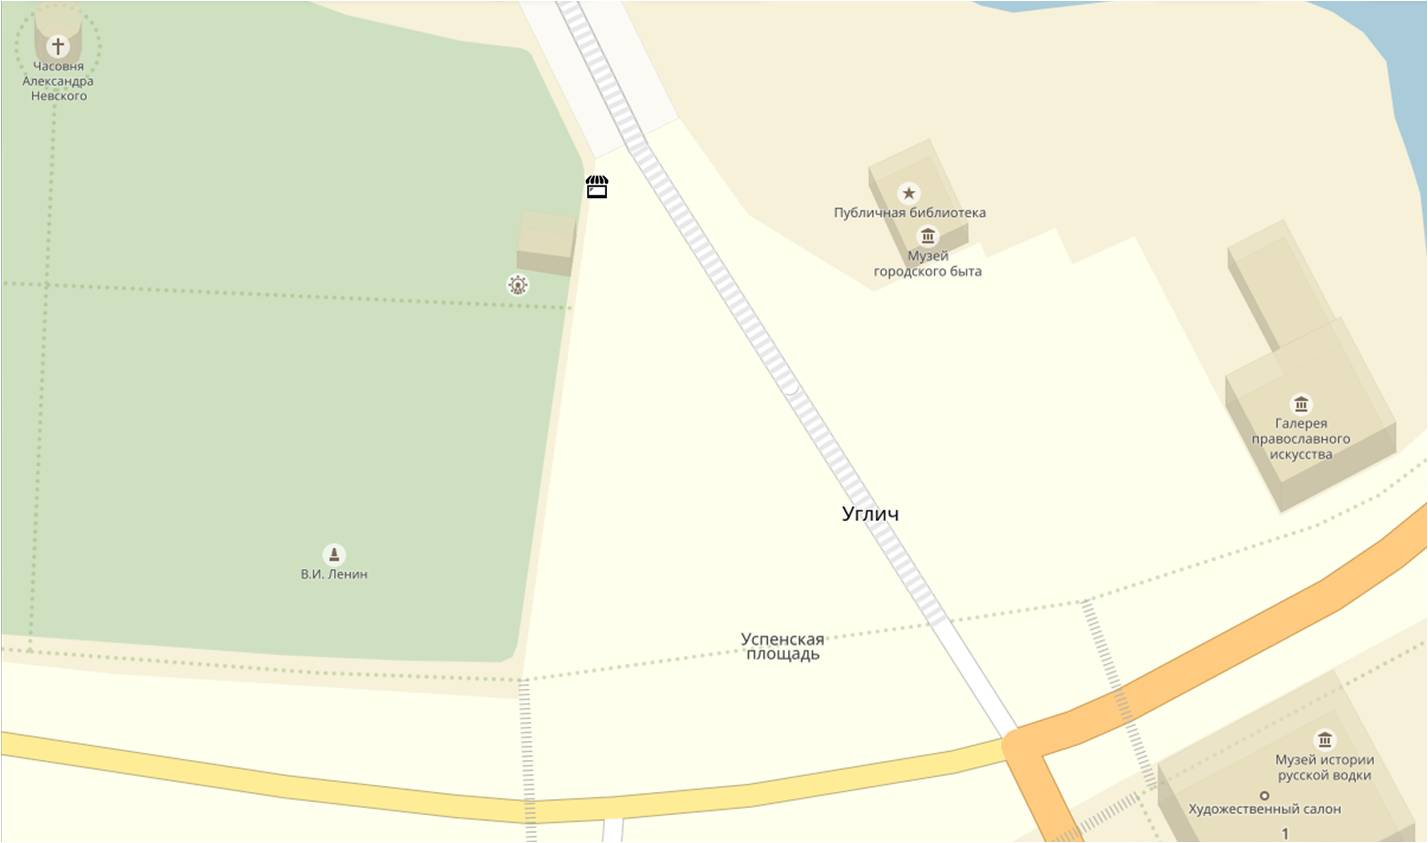 Часовня
Александра
Невского
Публичная библиотека
Музей
городского быта
Галерея
православного
искусства
Углич
В.И. Ленин
Успенская
площадь
Музей истории
русской водки
Художественный салон
1